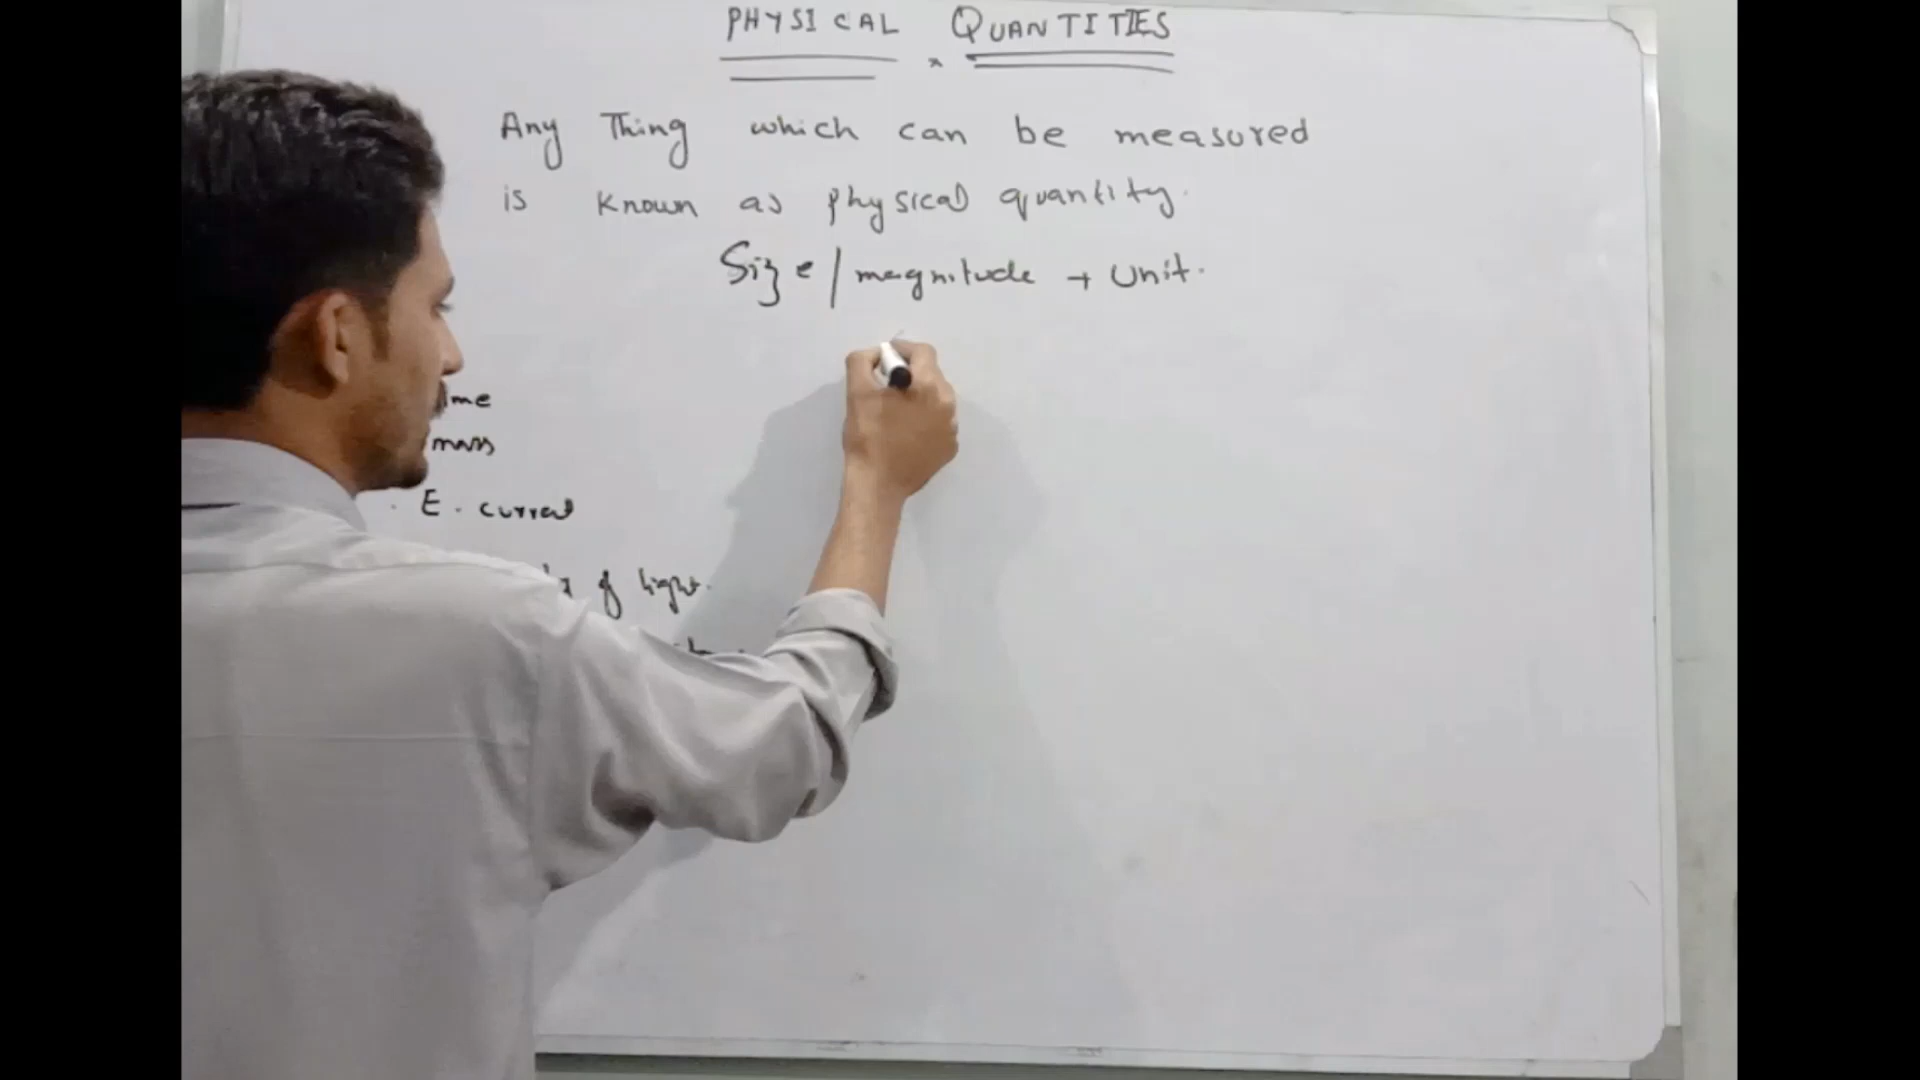 PHYSICAL QUANTITIES
Any Thing which can be measured
is known as physical quantity.
Size / magnitude + Unit.
mass
E. current
of light.